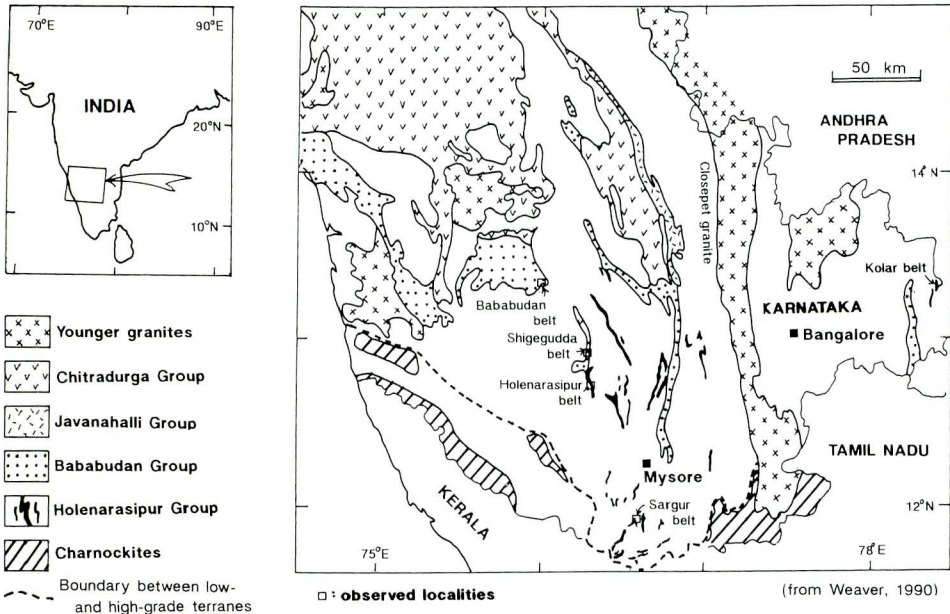 70°E
90°E
INDIA
20°N
10°N
Younger granites
Chitradurga Group
Javanahalli Group
Bababudan Group
Holenarasipur Group
Charnockites
Boundary between low-
and high-grade terranes
50 km
ANDHRA
PRADESH
14°N
Closepet granite
Kolar belt
KARNATAKA
Bangalore
Bababudan
belt
Shigegudda
belt
Holenarasipur
belt
TAMIL NADU
Mysore
Sargur
belt
KERALA
12°N
75°E
78°E
: observed localities
(from Weaver, 1990)